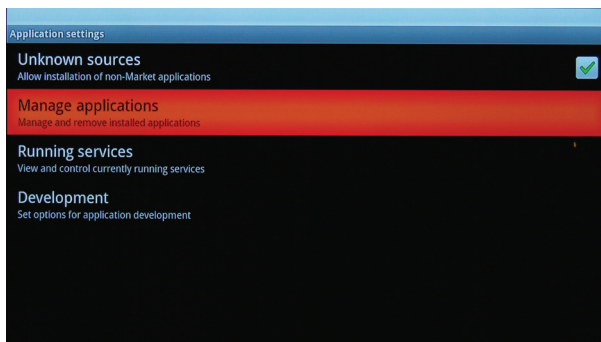 Application settings
Unknown sources
Allow installation of non-Market applications
Manage applications
Manage and remove installed applications
Running services
View and control currently running services
Development
Set options for application development